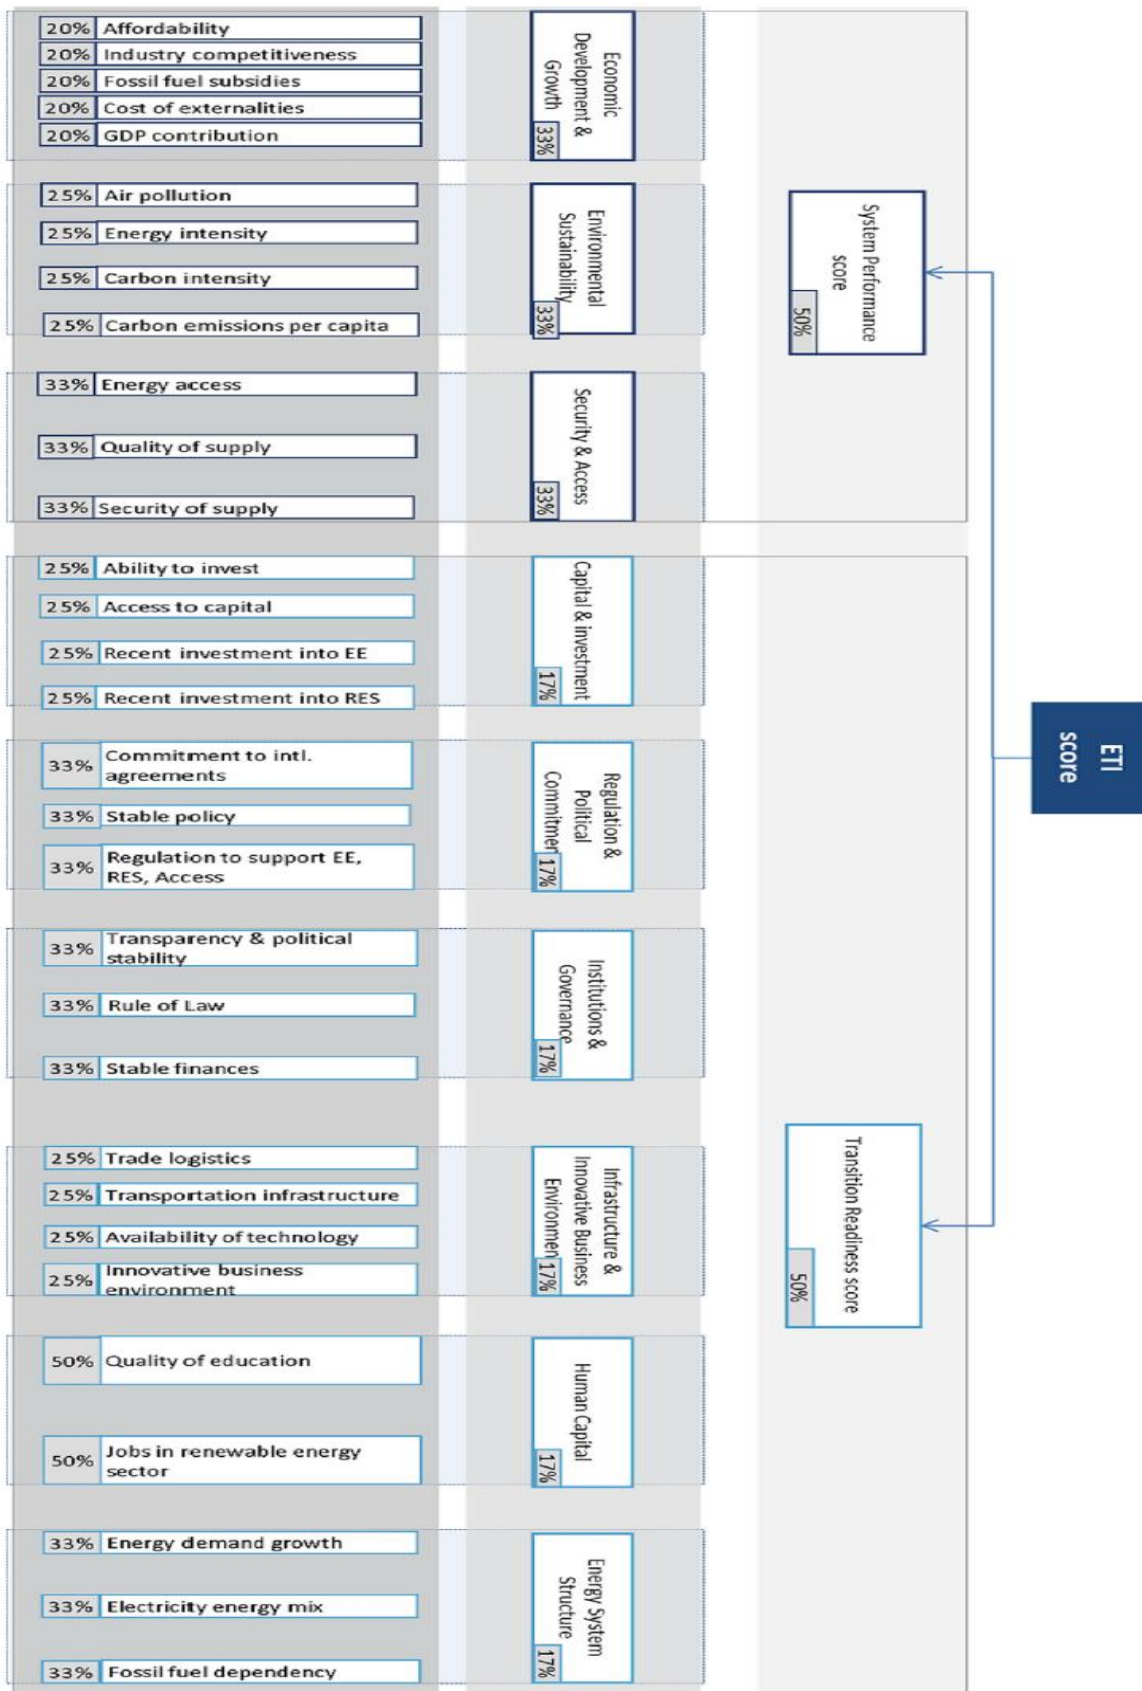 ETI
score
System Performance
score
50%
Economic
Development &
Growth
33%
20% Affordability
20% Industry competitiveness
20% Fossil fuel subsidies
20% Cost of externalities
20% GDP contribution
Environmental
Sustainability
33%
25% Air pollution
25% Energy intensity
25% Carbon intensity
25% Carbon emissions per capita
Security & Access
33%
33% Energy access
33% Quality of supply
33% Security of supply
Transition Readiness score
50%
Capital & investment
17%
25% Ability to invest
25% Access to capital
25% Recent investment into EE
25% Recent investment into RES
Regulation &
Political
Commitmen
17%
33% Commitment to intl.
agreements
33% Stable policy
33% Regulation to support EE,
RES, Access
Institutions &
Governance
17%
33% Transparency & political
stability
33% Rule of Law
33% Stable finances
Infrastructure &
Innovative Business
Environmen
17%
25% Trade logistics
25% Transportation infrastructure
25% Availability of technology
25% Innovative business
environment
Human Capital
17%
50% Quality of education
50% Jobs in renewable energy
sector
Energy System
Structure
17%
33% Energy demand growth
33% Electricity energy mix
33% Fossil fuel dependency